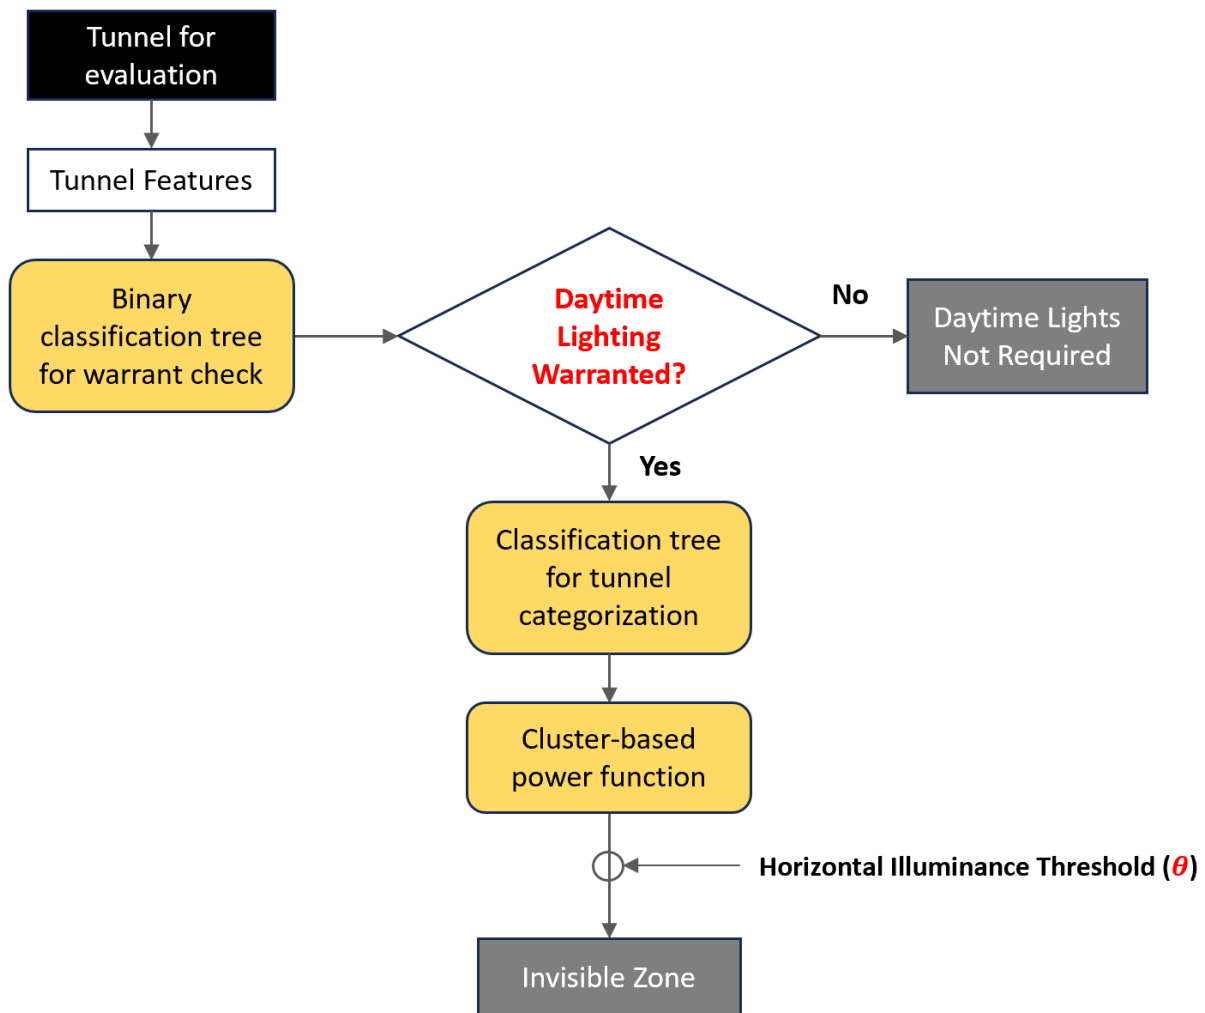 Tunnel for
evaluation
Tunnel Features
Binary
classification tree
for warrant check
Daytime
Lighting
Warranted?
No
Daytime Lights
Not Required
Yes
Classification tree
for tunnel
categorization
Cluster-based
power function
Horizontal Illuminance Threshold (θ)
Invisible Zone